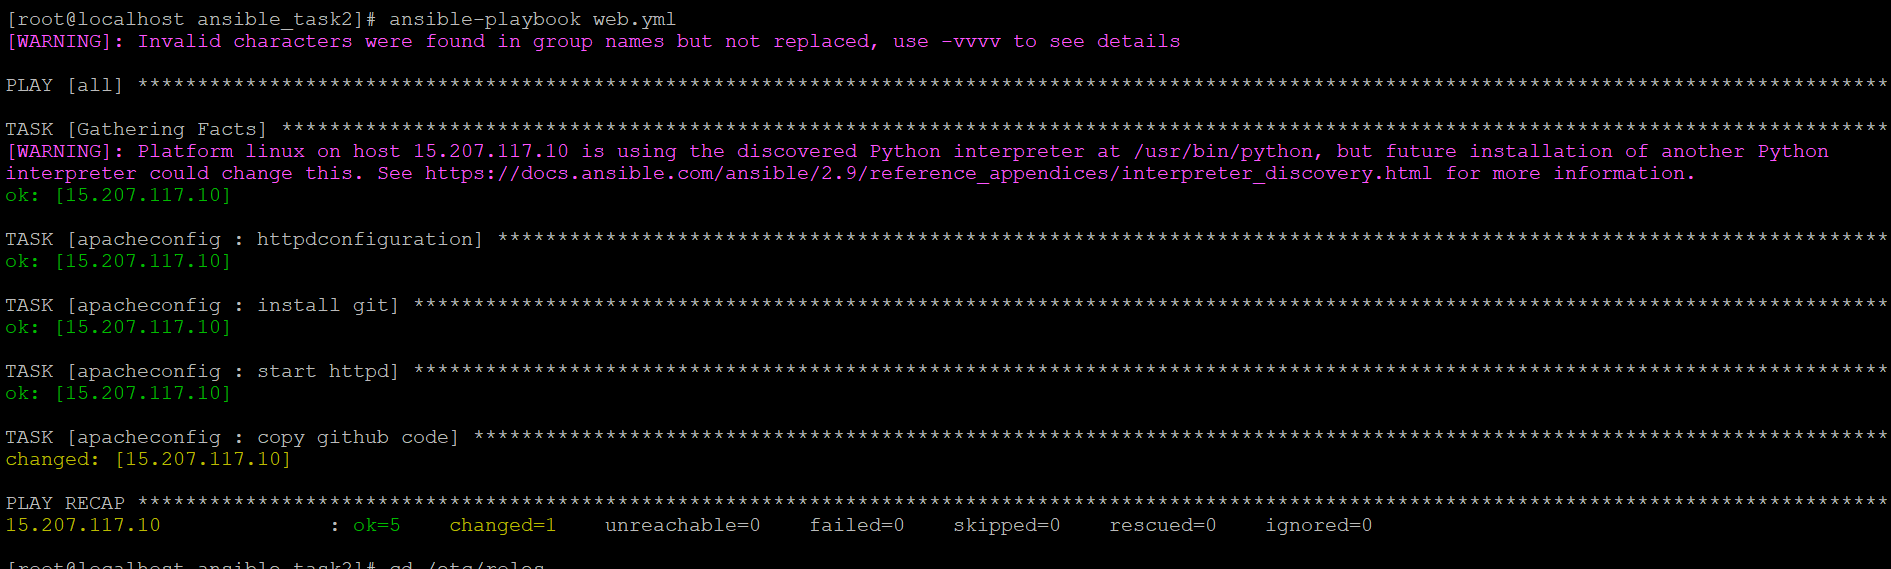 [root@localhost ansible_task2]# ansible-playbook web.yml
[WARNING]: Invalid characters were found in group names but not replaced, use -vvvv to see details
PLAY [all] **************************************************************************************************************************************************
TASK [Gathering Facts] **************************************************************************************************************************************
[WARNING]: Platform linux on host 15.207.117.10 is using the discovered Python interpreter at /usr/bin/python, but future installation of another Python
interpreter could change this. See https://docs.ansible.com/ansible/2.9/reference_appendices/interpreter_discovery.html for more information.
ok: [15.207.117.10]
TASK [apacheconfig : httpdconfiguration] ********************************************************************************************************************
ok: [15.207.117.10]
TASK [apacheconfig : install git] ***************************************************************************************************************************
ok: [15.207.117.10]
TASK [apacheconfig : start httpd] ***************************************************************************************************************************
ok: [15.207.117.10]
TASK [apacheconfig : copy github code] **********************************************************************************************************************
changed: [15.207.117.10]
PLAY RECAP **************************************************************************************************************************************************
15.207.117.10              : ok=5    changed=1    unreachable=0    failed=0    skipped=0    rescued=0    ignored=0
[root@localhost ansible_task2]# cd /etc/roles